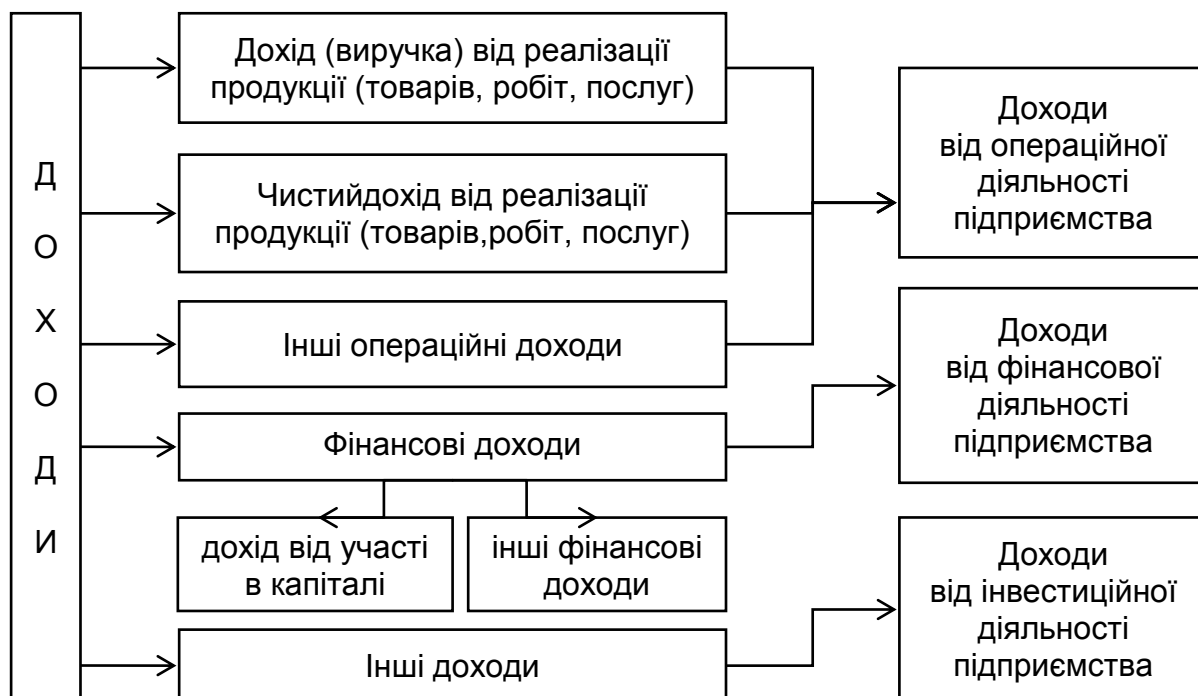 Д
О
Х
О
Д
И
Дохід (виручка) від реалізації
продукції (товарів, робіт, послуг)
Чистийдохід від реалізації
продукції (товарів,робіт, послуг)
Інші операційні доходи
Фінансові доходи
дохід від участі
в капіталі
інші фінансові
доходи
Інші доходи
Доходи
від операційної
діяльності
підприємства
Доходи
від фінансової
діяльності
підприємства
Доходи
від інвестиційної
діяльності
підприємства